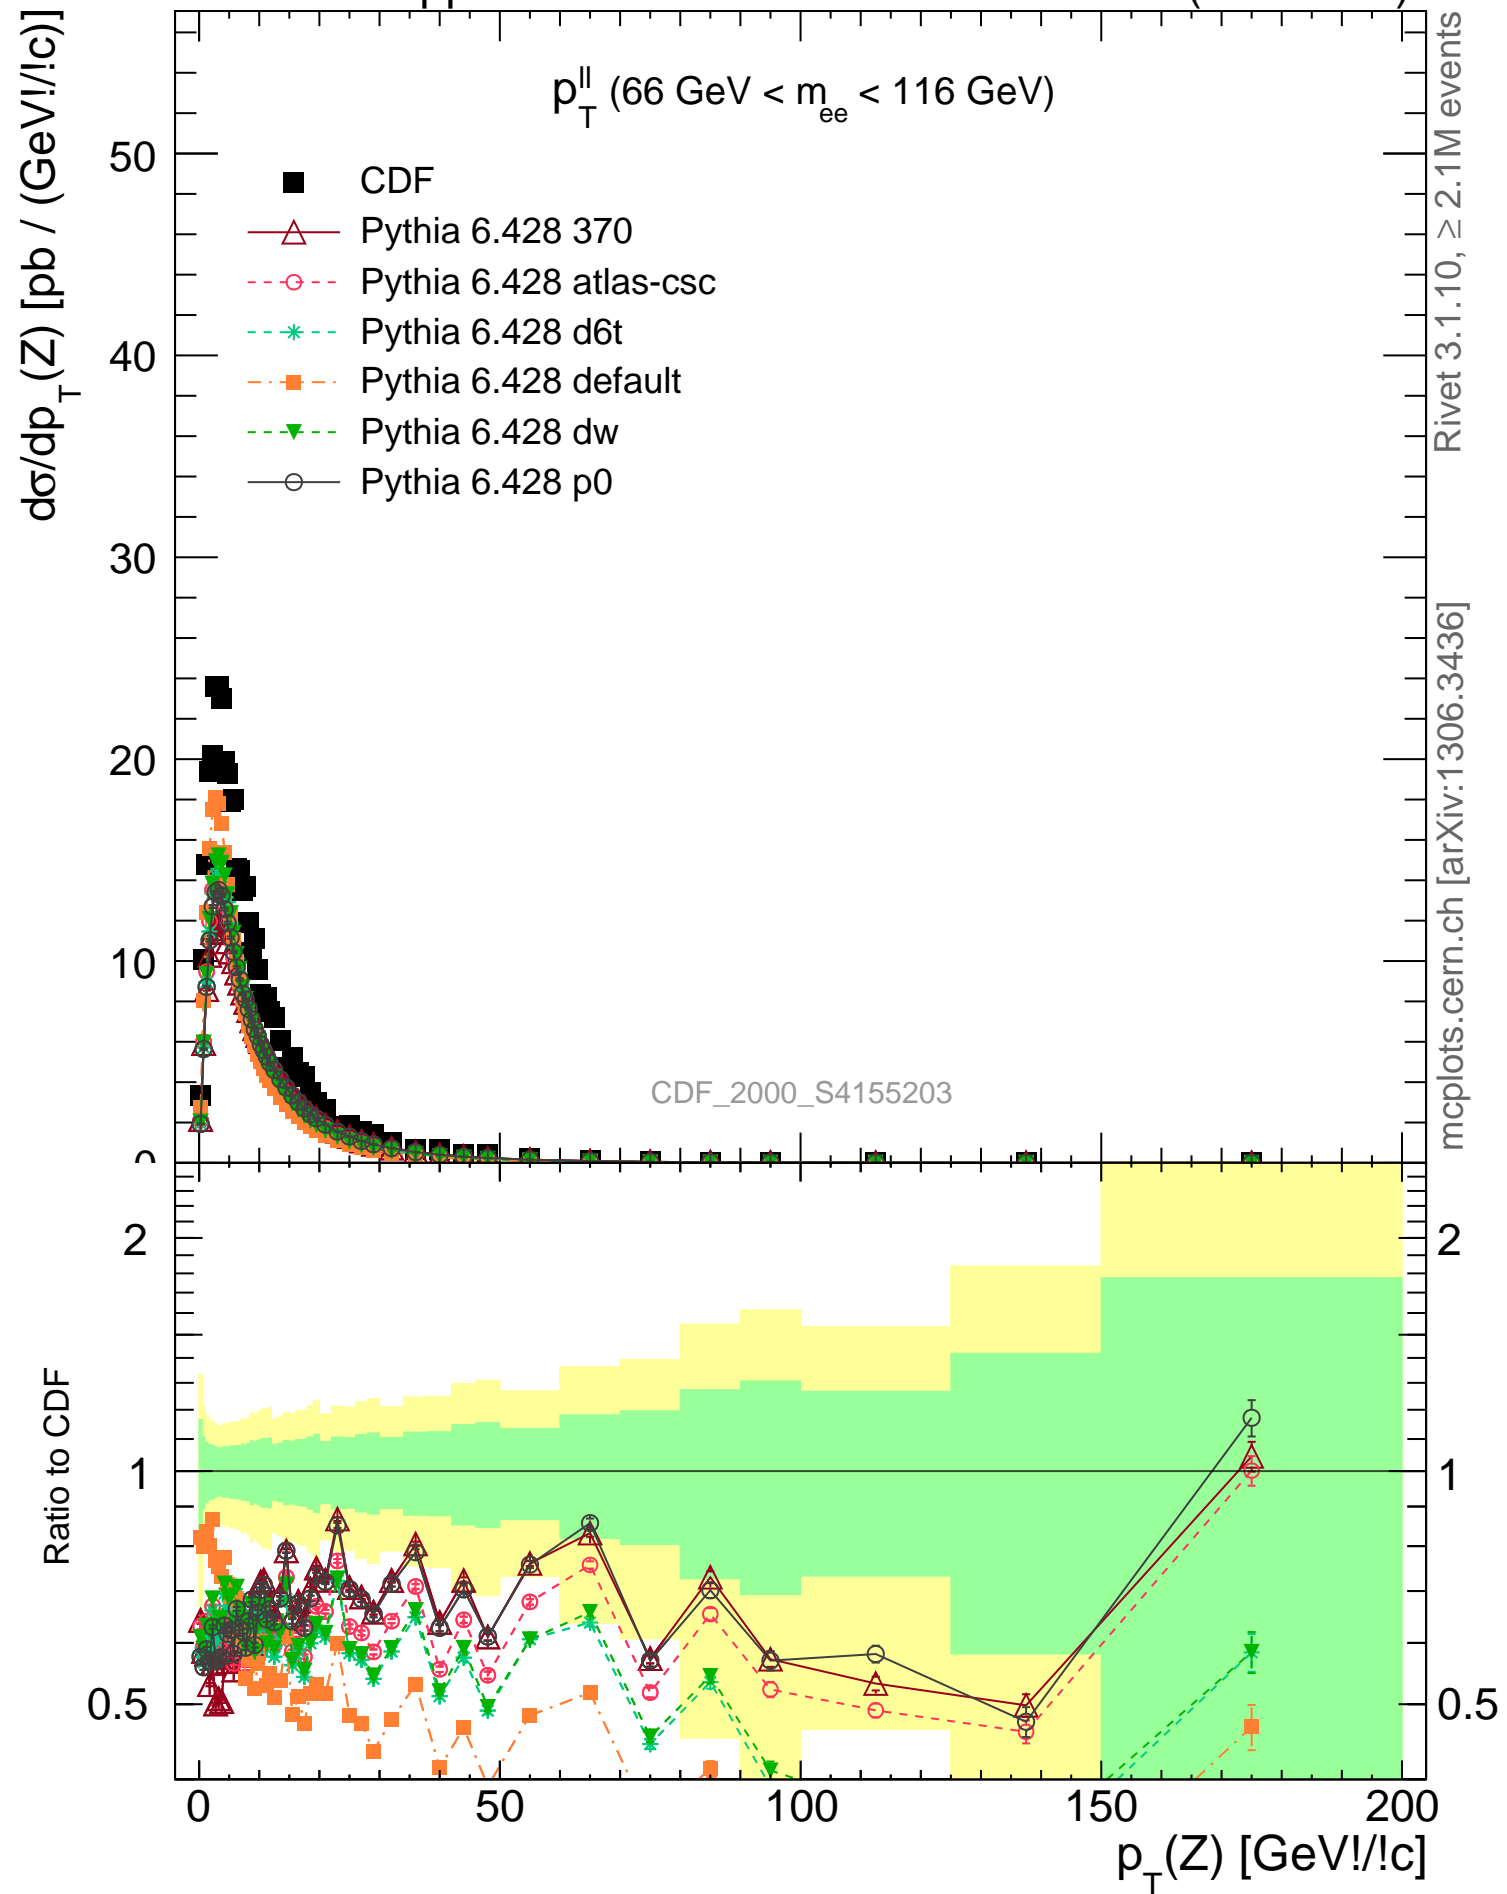 dσ/dp_T(Z) [pb / (GeV!/!c)]
p_T^ll (66 GeV < m_ee < 116 GeV)
CDF
Pythia 6.428 370
Pythia 6.428 atlas-csc
Pythia 6.428 d6t
Pythia 6.428 default
Pythia 6.428 dw
Pythia 6.428 p0
50
40
30
20
10
0
CDF_2000_S4155203
Rivet 3.1.10, ≥ 2.1M events
mcplots.cern.ch [arXiv:1306.3436]
Ratio to CDF
2
1
0.5
2
1
0.5
0
50
100
150
200
p_T(Z) [GeV!/!c]